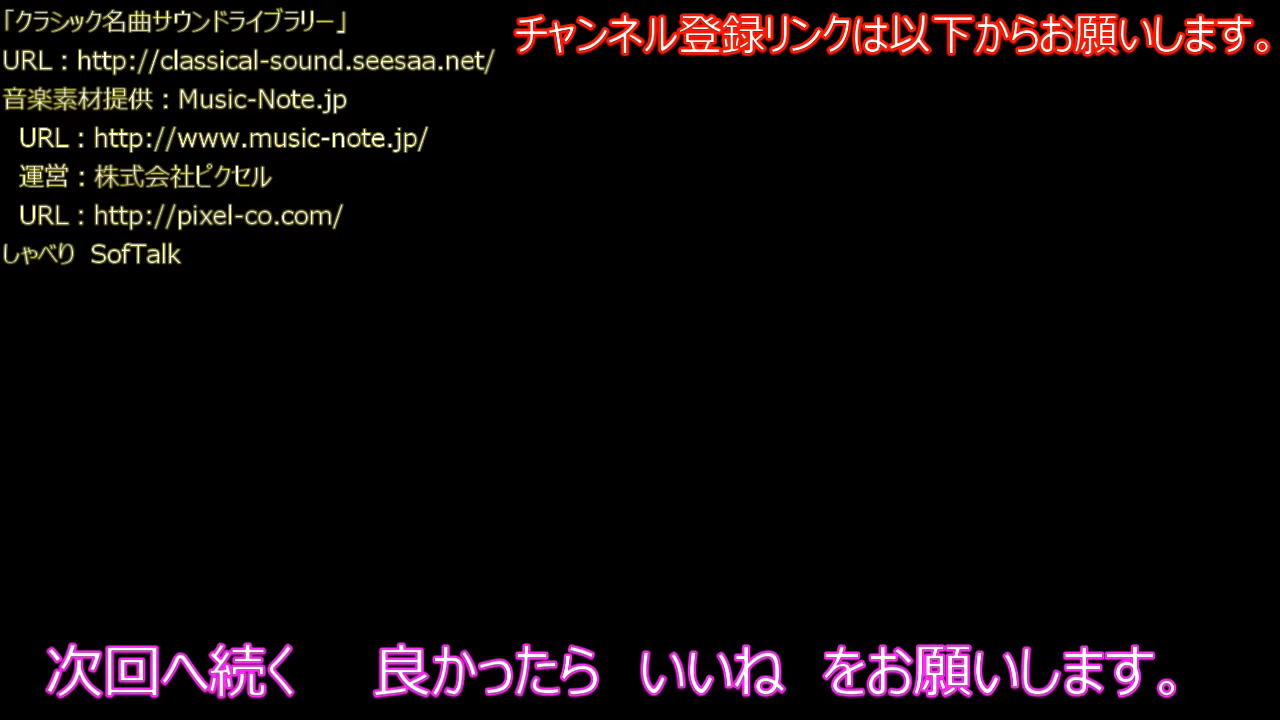 「クラシック名曲サウンドライブラリー」
URL：http://classical-sound.seesaa.net/
音楽素材提供：Music-Note.jp
URL：http://www.music-note.jp/
運営：株式会社ピクセル
URL：http://pixel-co.com/
しゃべり SofTalk
チャンネル登録リンクは以下からお願いします。
次回へ続く 良かったら いいね をお願いします。